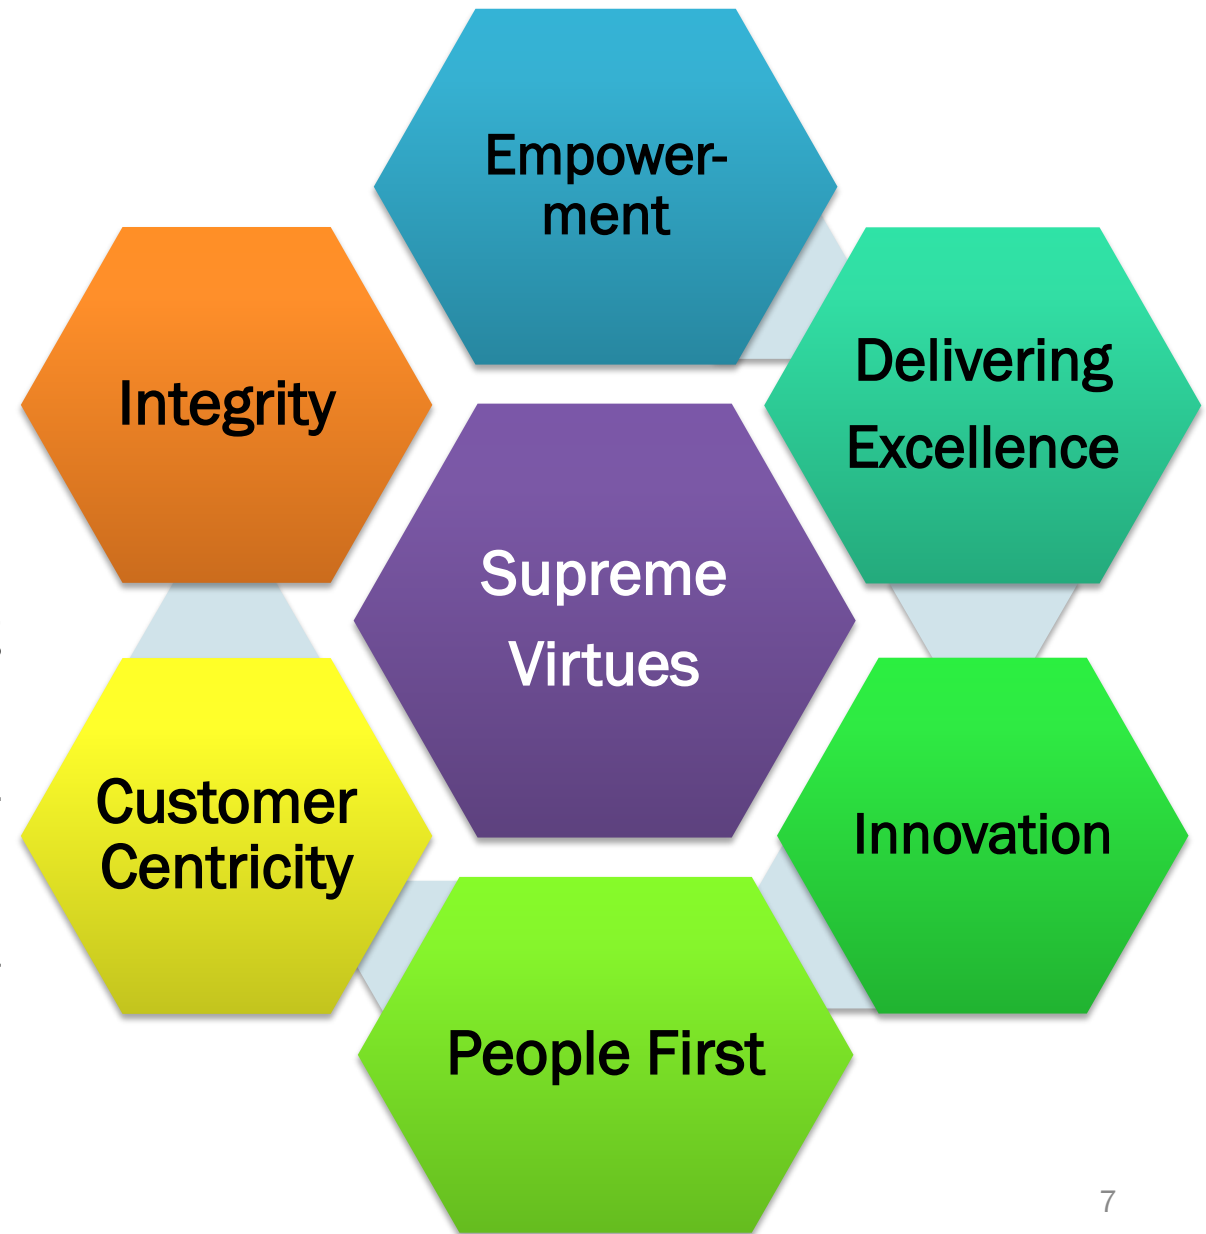 Empower-
ment
Delivering
Excellence
Integrity
Supreme
Virtues
Customer
Centricity
Innovation
People First
7